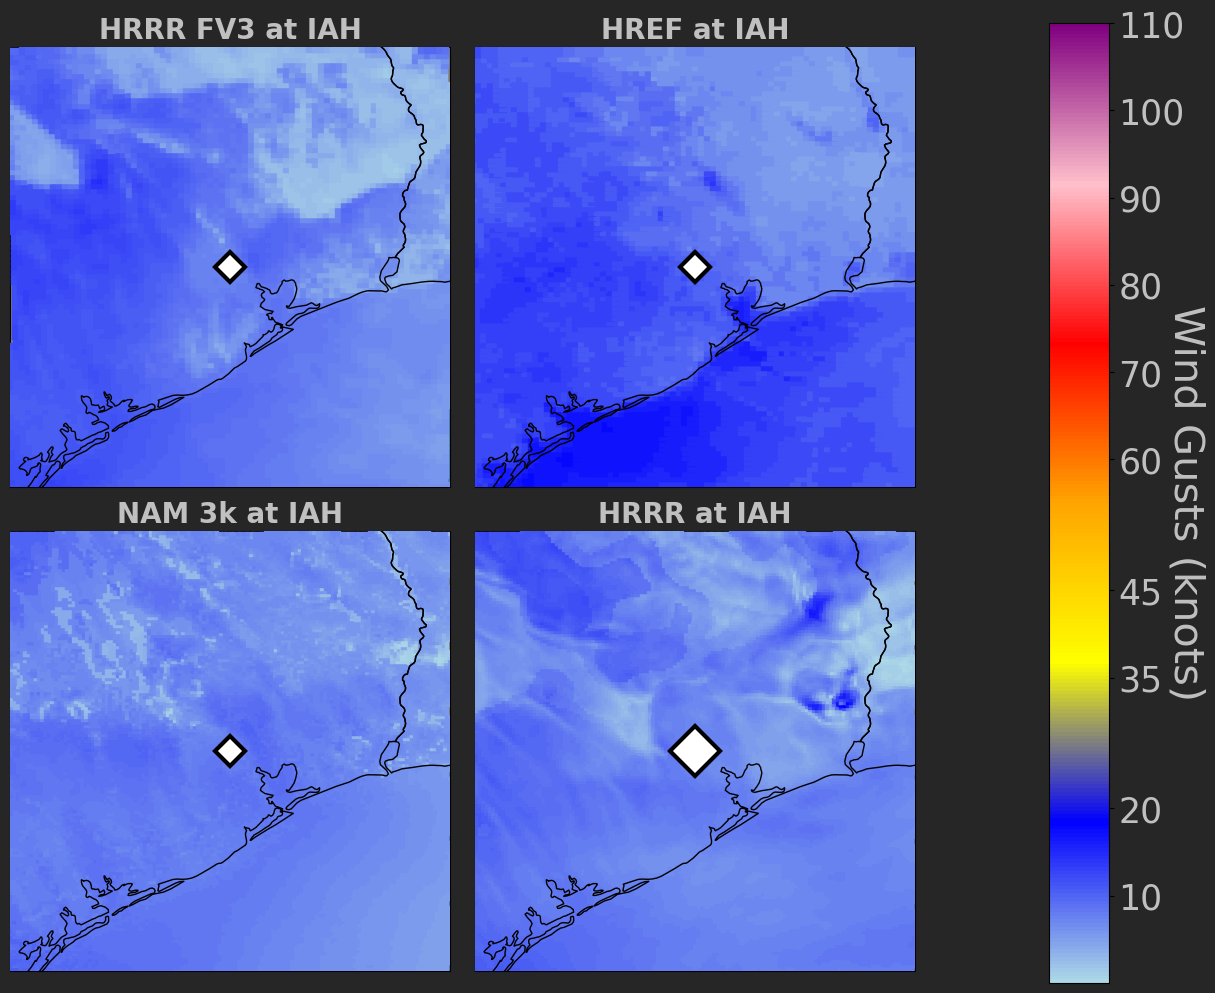 HRRR FV3 at IAH
HREF at IAH
NAM 3k at IAH
HRRR at IAH
110
100
90
80
70
60
45
35
20
10
Wind Gusts (knots)